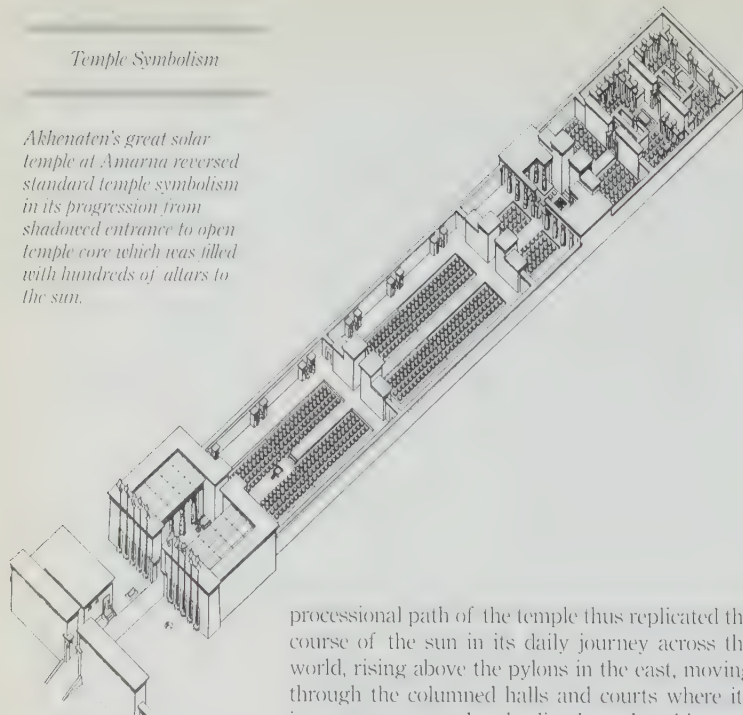 Temple Symbolism
Akhenaten's great solar
temple at Amarna reversed
standard temple symbolism
in its progression from
shadowed entrance to open
temple core which was filled
with hundreds of altars to
the sun.
processional path of the temple thus replicated th
course of the sun in its daily journey across th
world, rising above the pylons in the east, movin
through the columned halls and courts where it